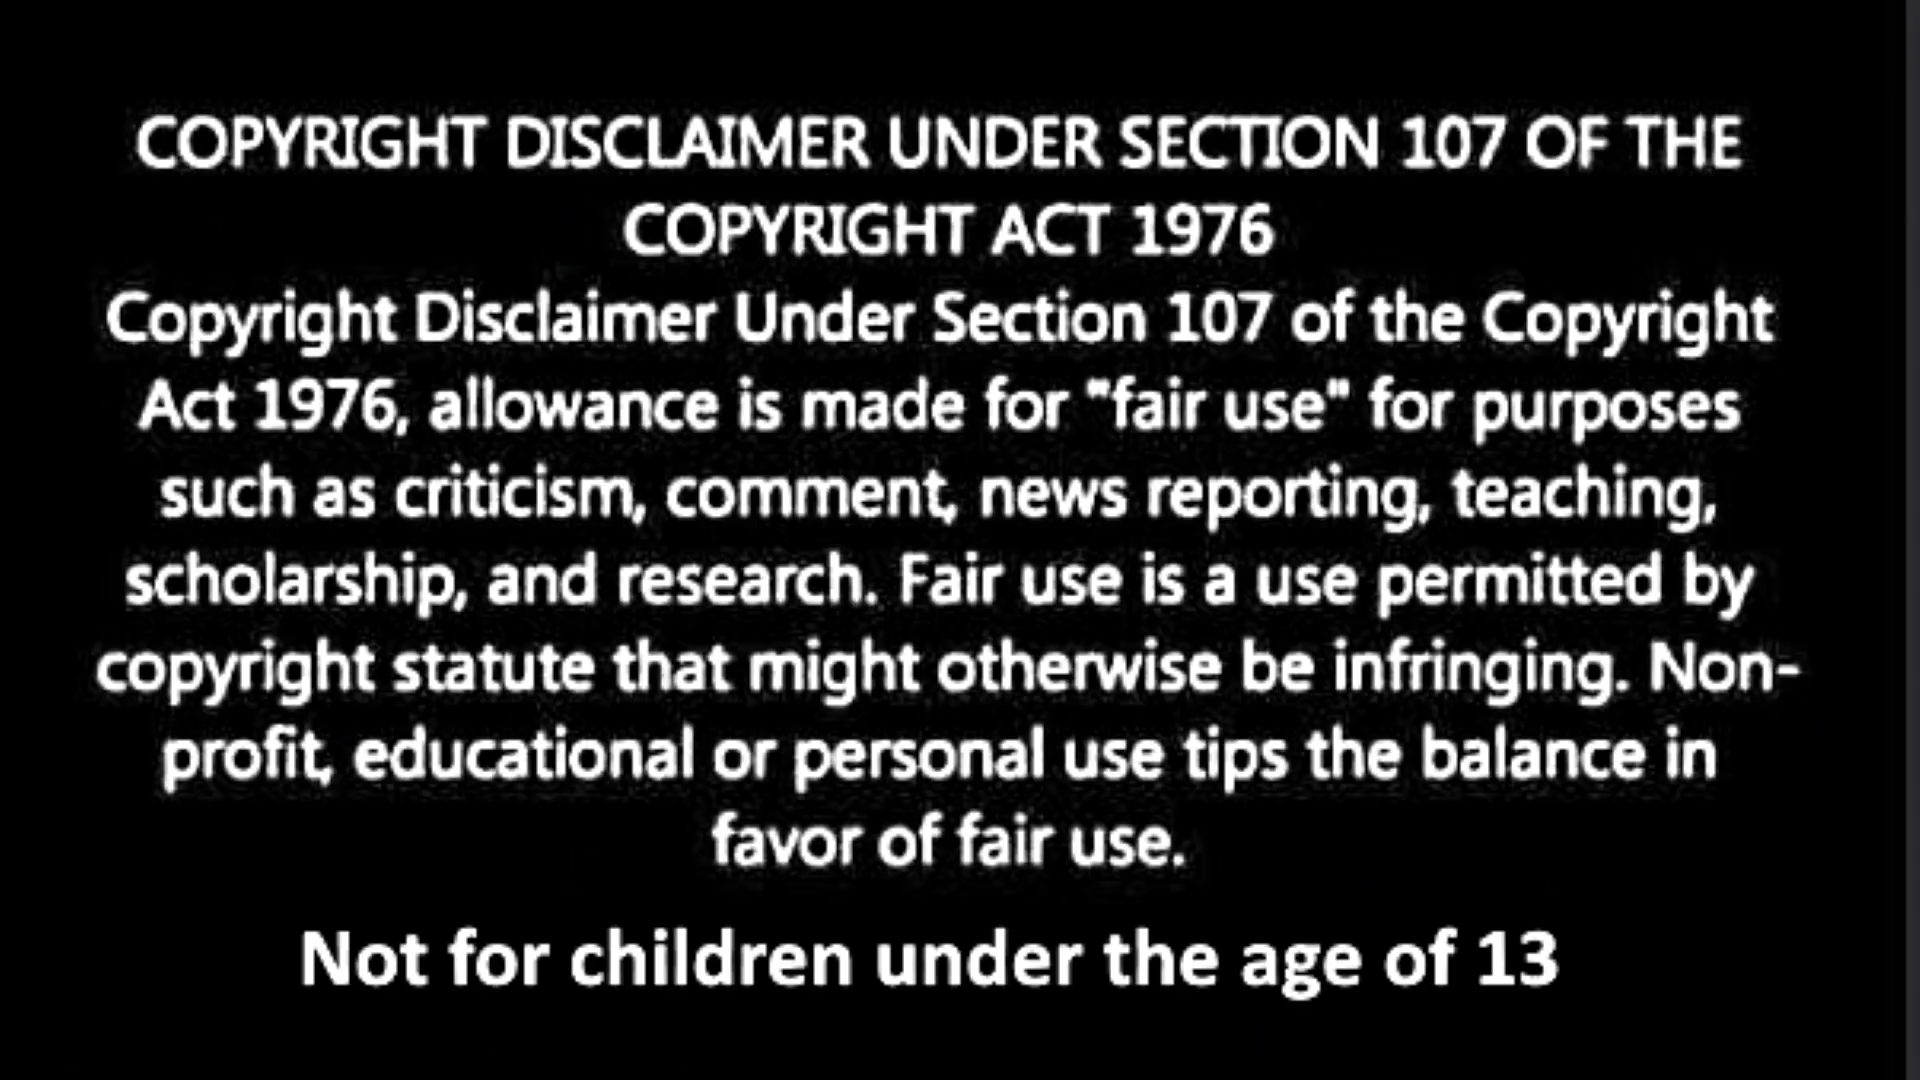 COPYRIGHT DISCLAIMER UNDER SECTION 107 OF THE
COPYRIGHT ACT 1976
Copyright Disclaimer Under Section 107 of the Copyright
Act 1976, allowance is made for "fair use" for purposes
such as criticism, comment, news reporting, teaching,
scholarship, and research. Fair use is a use permitted by
copyright statute that might otherwise be infringing. Non-
profit, educational or personal use tips the balance in
favor of fair use.
Not for children under the age of 13